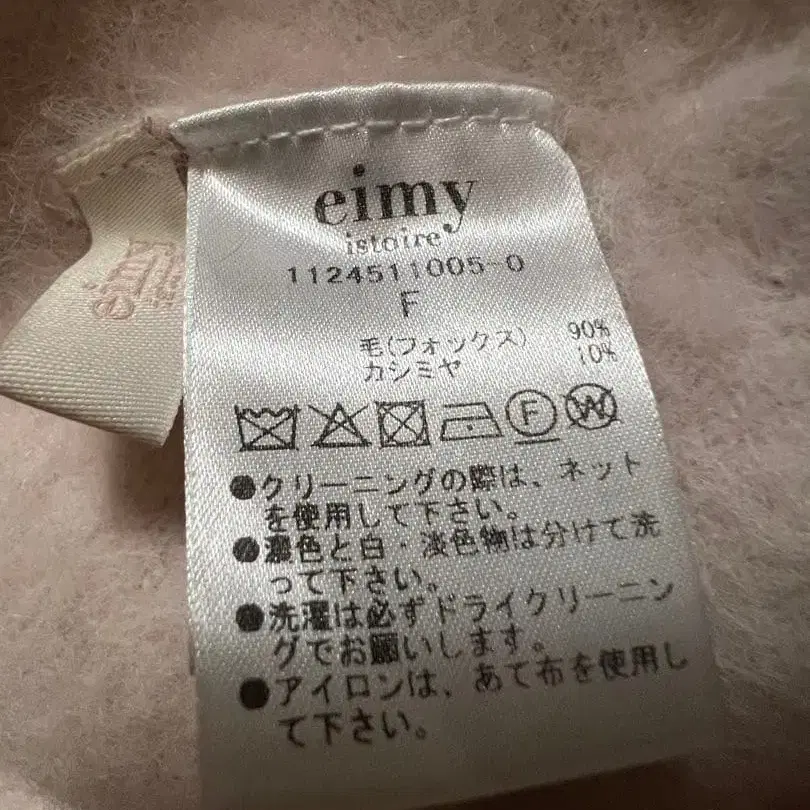 eimy
istoire
1124511005-0
F
毛(フォックス) 90%
カシミヤ 10%
F
W
●クリーニングの際は、ネット
を使用して下さい。
●濃色と白・淡色物は分けて洗
って下さい。
●洗濯は必ずドライクリーニン
グでお願いします。
●アイロンは、あて布を使用し
て下さい。
eimy